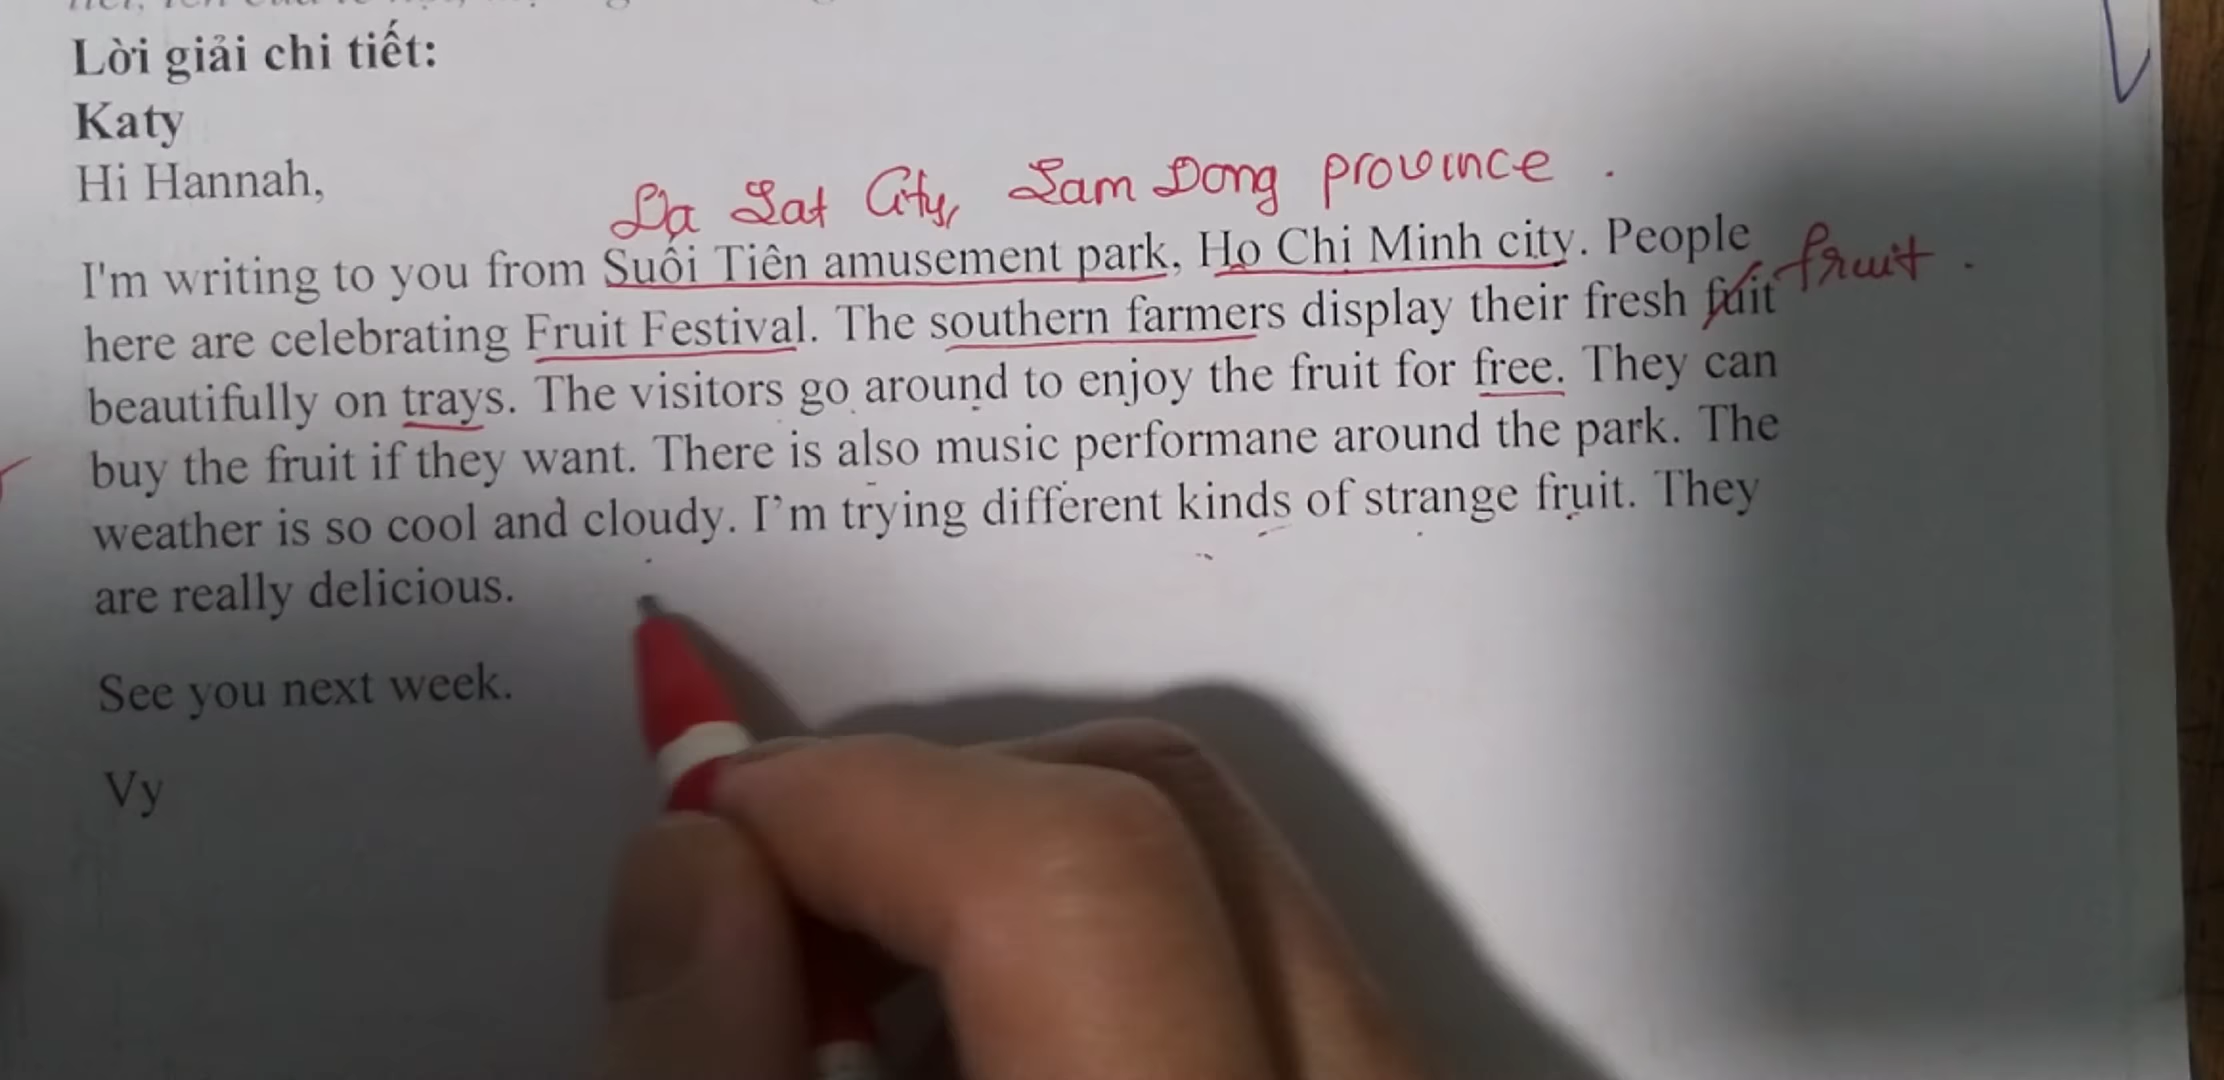 Lời giải chi tiết:
Katy
Hi Hannah,
Da Lat City, Lam Dong province.
I'm writing to you from Suối Tiên amusement park, Ho Chi Minh city. People
here are celebrating Fruit Festival. The southern farmers display their fresh fuit fruit.
beautifully on trays. The visitors go around to enjoy the fruit for free. They can
buy the fruit if they want. There is also music performane around the park. The
weather is so cool and cloudy. I’m trying different kinds of strange fruit. They
are really delicious.
See you next week.
Vy